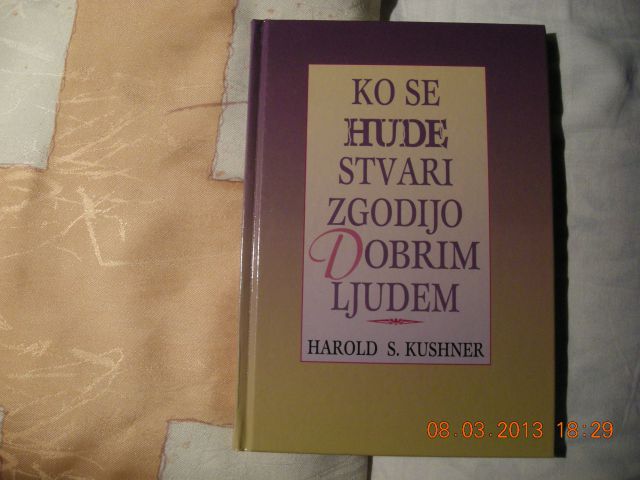 KO SE
HUDE
STVARI
ZGODIJO
DOBRIM
LJUDEM
HAROLD S. KUSHNER
08.03.2013 18:29